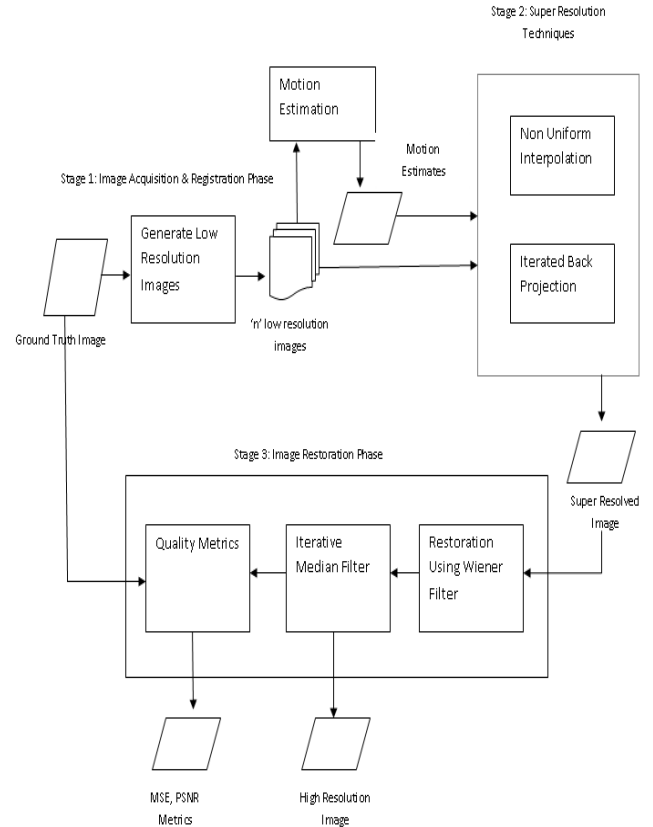 Stage 2: Super Resolution
Techniques
Motion
Estimation
Non Uniform
Interpolation
Motion
Estimates
Stage 1: Image Acquisition & Registration Phase
Generate Low
Resolution
Images
Iterated Back
Projection
'n' low resolution
images
Ground Truth Image
Stage 3: Image Restoration Phase
Super Resolved
Image
Quality Metrics
Iterative
Median Filter
Restoration
Using Wiener
Filter
MSE, PSNR
Metrics
High Resolution
Image